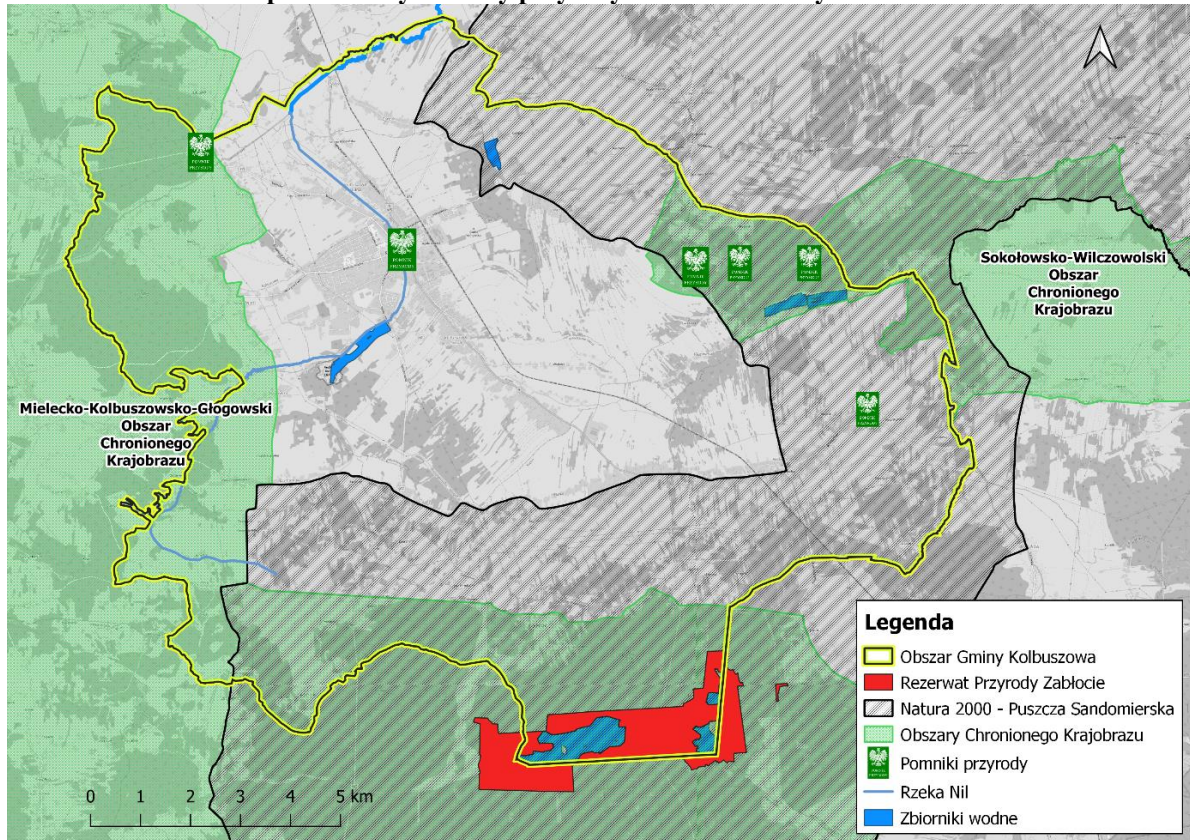 Sokołowsko-Wilczowolski
Obszar
Chronionego
Krajobrazu
Mielecko-Kolbuszowsko-Głogowski
Obszar
Chronionego
Krajobrazu
Legenda
Obszar Gminy Kolbuszowa
Rezerwat Przyrody Zabłocie
Natura 2000 - Puszcza Sandomierska
Obszary Chronionego Krajobrazu
Pomniki przyrody
Rzeka Nil
Zbiorniki wodne
0 1 2 3 4 5 km
POMNIK
PRZYRODY